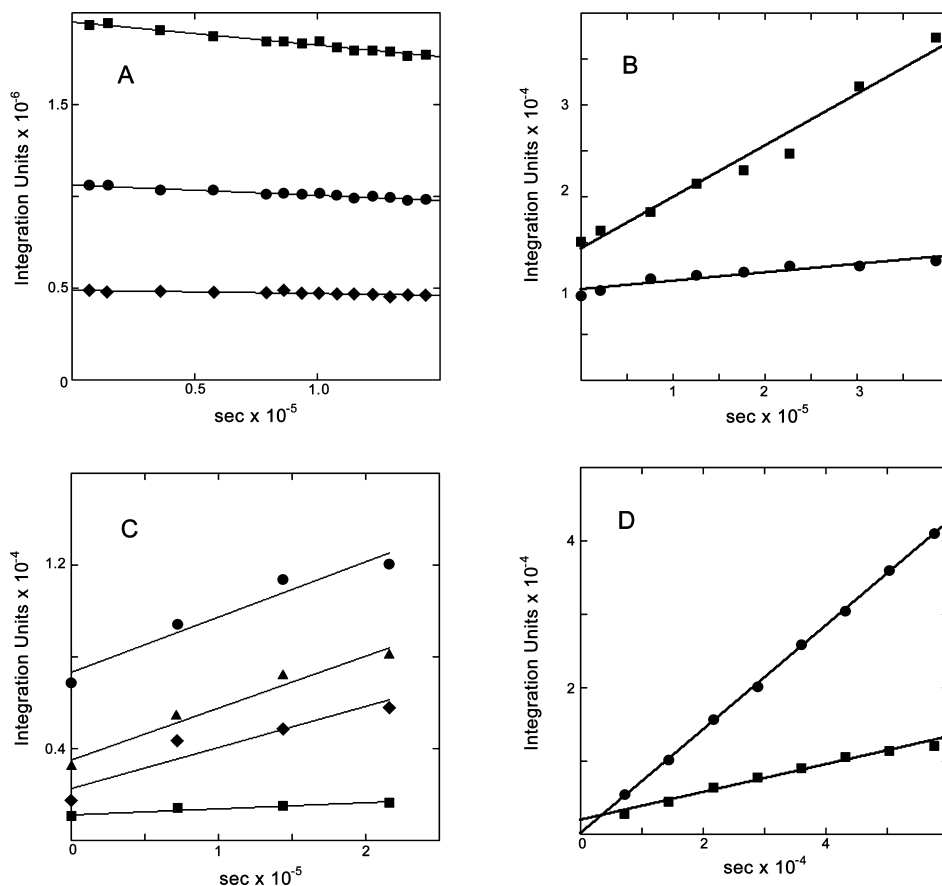 A
Integration Units x 10⁻⁶
1.5
0.5
0
0.5
1.0
sec x 10⁻⁵
B
Integration Units x 10⁻⁴
4
3
2
1
1
2
3
sec x 10⁻⁵
C
Integration Units x 10⁻⁴
1.2
0.4
0
1
2
sec x 10⁻⁵
D
Integration Units x 10⁻⁴
4
2
0
2
4
sec x 10⁻⁴